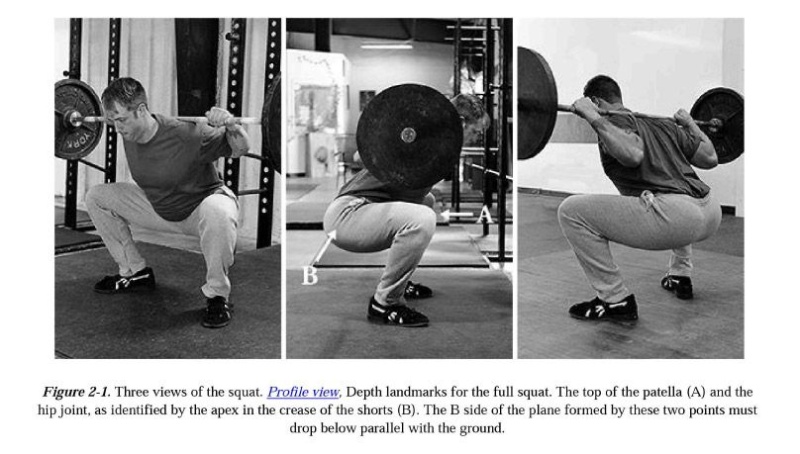 YORK
A
B
Figure 2-1. Three views of the squat. Profile view, Depth landmarks for the full squat. The top of the patella (A) and the
hip joint, as identified by the apex in the crease of the shorts (B). The B side of the plane formed by these two points must
drop below parallel with the ground.